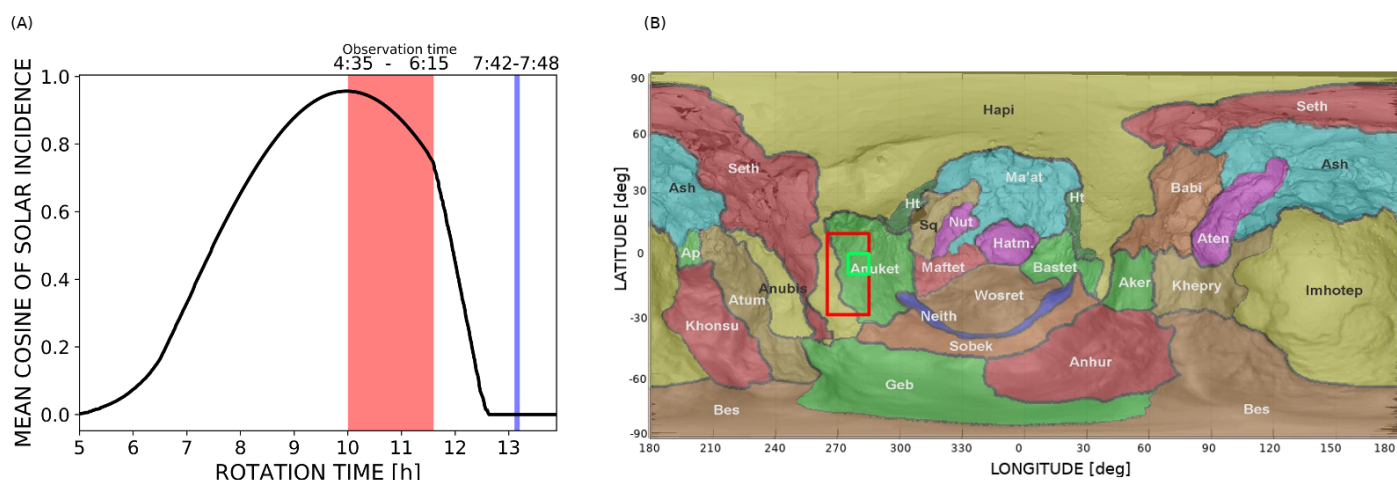 (A)
Observation time
4:35 - 6:15 7:42-7:48
1.0
0.8
0.6
0.4
0.2
0.0
MEAN COSINE OF SOLAR INCIDENCE
5 6 7 8 9 10 11 12 13
ROTATION TIME [h]
(B)
90
60
30
0
-30
-60
-90
LATITUDE [deg]
Hapi
Seth
Seth
Ash
Ma'at
Ash
Babi
Ht
Ht
Sq
Nut
Aten
Hatm.
Ap
Anuket
Maftet
Bastet
Aker
Khepry
Anubis
Atum
Wosret
Imhotep
Neith
Khonsu
Sobek
Anhur
Geb
Bes
Bes
180 210 240 270 300 330 0 30 60 90 120 150 180
LONGITUDE [deg]